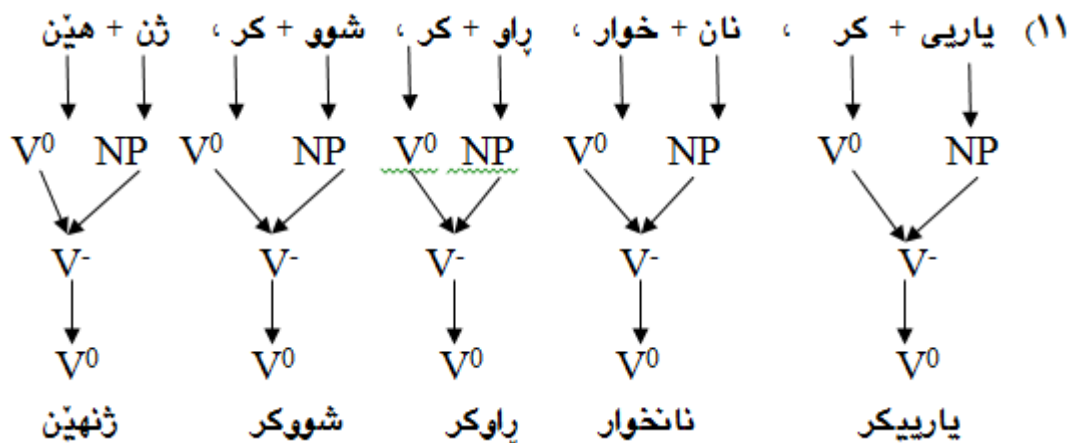 ١١) یاریی + کر ، نان + خوار ، ڕاو + کر ، شوو + کر ، ژن + هێن
NP V⁰ NP V⁰ NP V⁰ NP V⁰ NP V⁰
V- V- V- V- V-
V⁰ V⁰ V⁰ V⁰ V⁰
یارییکر نانخوار ڕاوکر شووکر ژنهێن